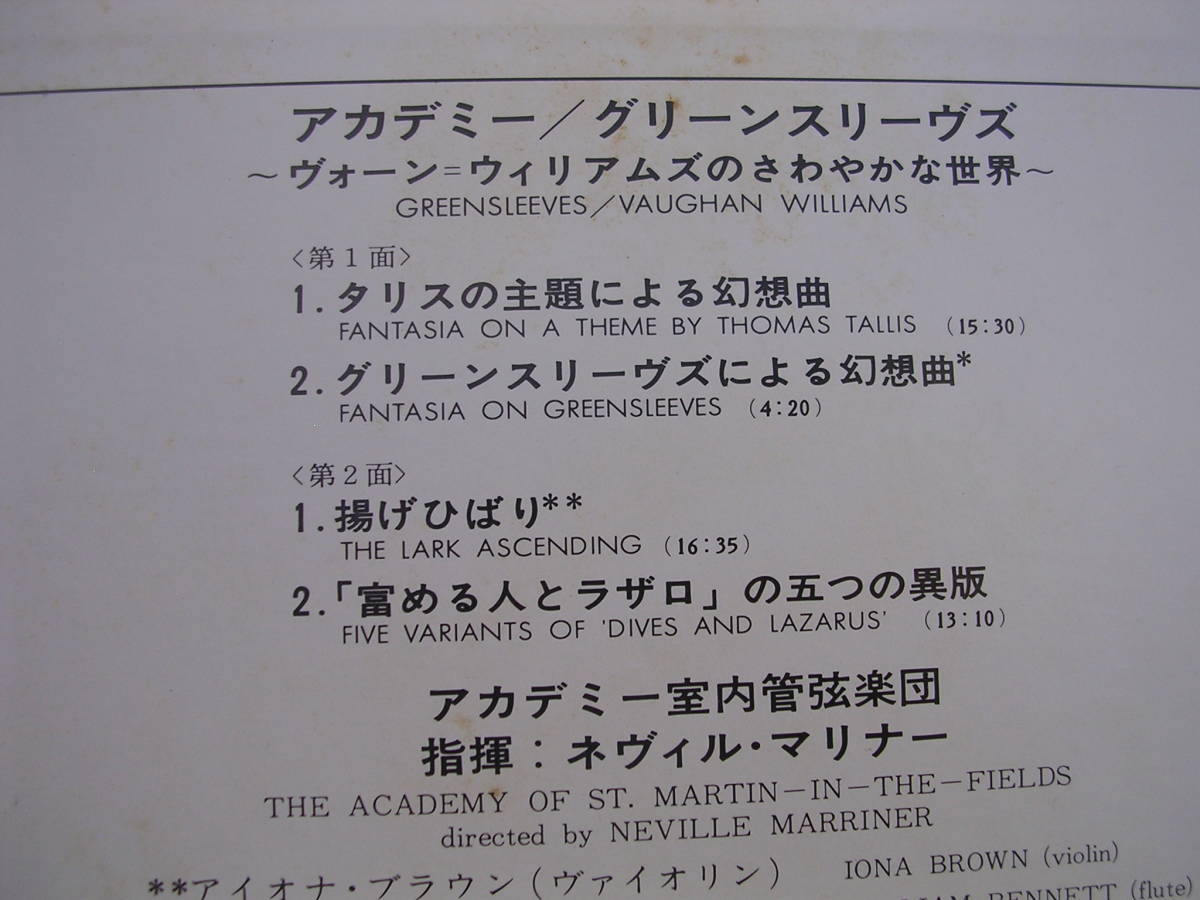 アカデミー/グリーンスリーヴズ
~ヴォーン=ウィリアムズのさわやかな世界~
GREENSLEEVES/VAUGHAN WILLIAMS
〈第1面〉
1.タリスの主題による幻想曲
FANTASIA ON A THEME BY THOMAS TALLIS (15:30)
2.グリーンスリーヴズによる幻想曲*
FANTASIA ON GREENSLEEVES (4:20)
〈第2面〉
1.揚げひばり**
THE LARK ASCENDING (16:35)
2.「富める人とラザロ」の五つの異版
FIVE VARIANTS OF 'DIVES AND LAZARUS' (13:10)
アカデミー室内管弦楽団
指揮:ネヴィル・マリナー
THE ACADEMY OF ST. MARTIN-IN-THE-FIELDS
directed by NEVILLE MARRINER
**アイオナ・ブラウン(ヴァイオリン) IONA BROWN (violin)
BENNETT (flute)